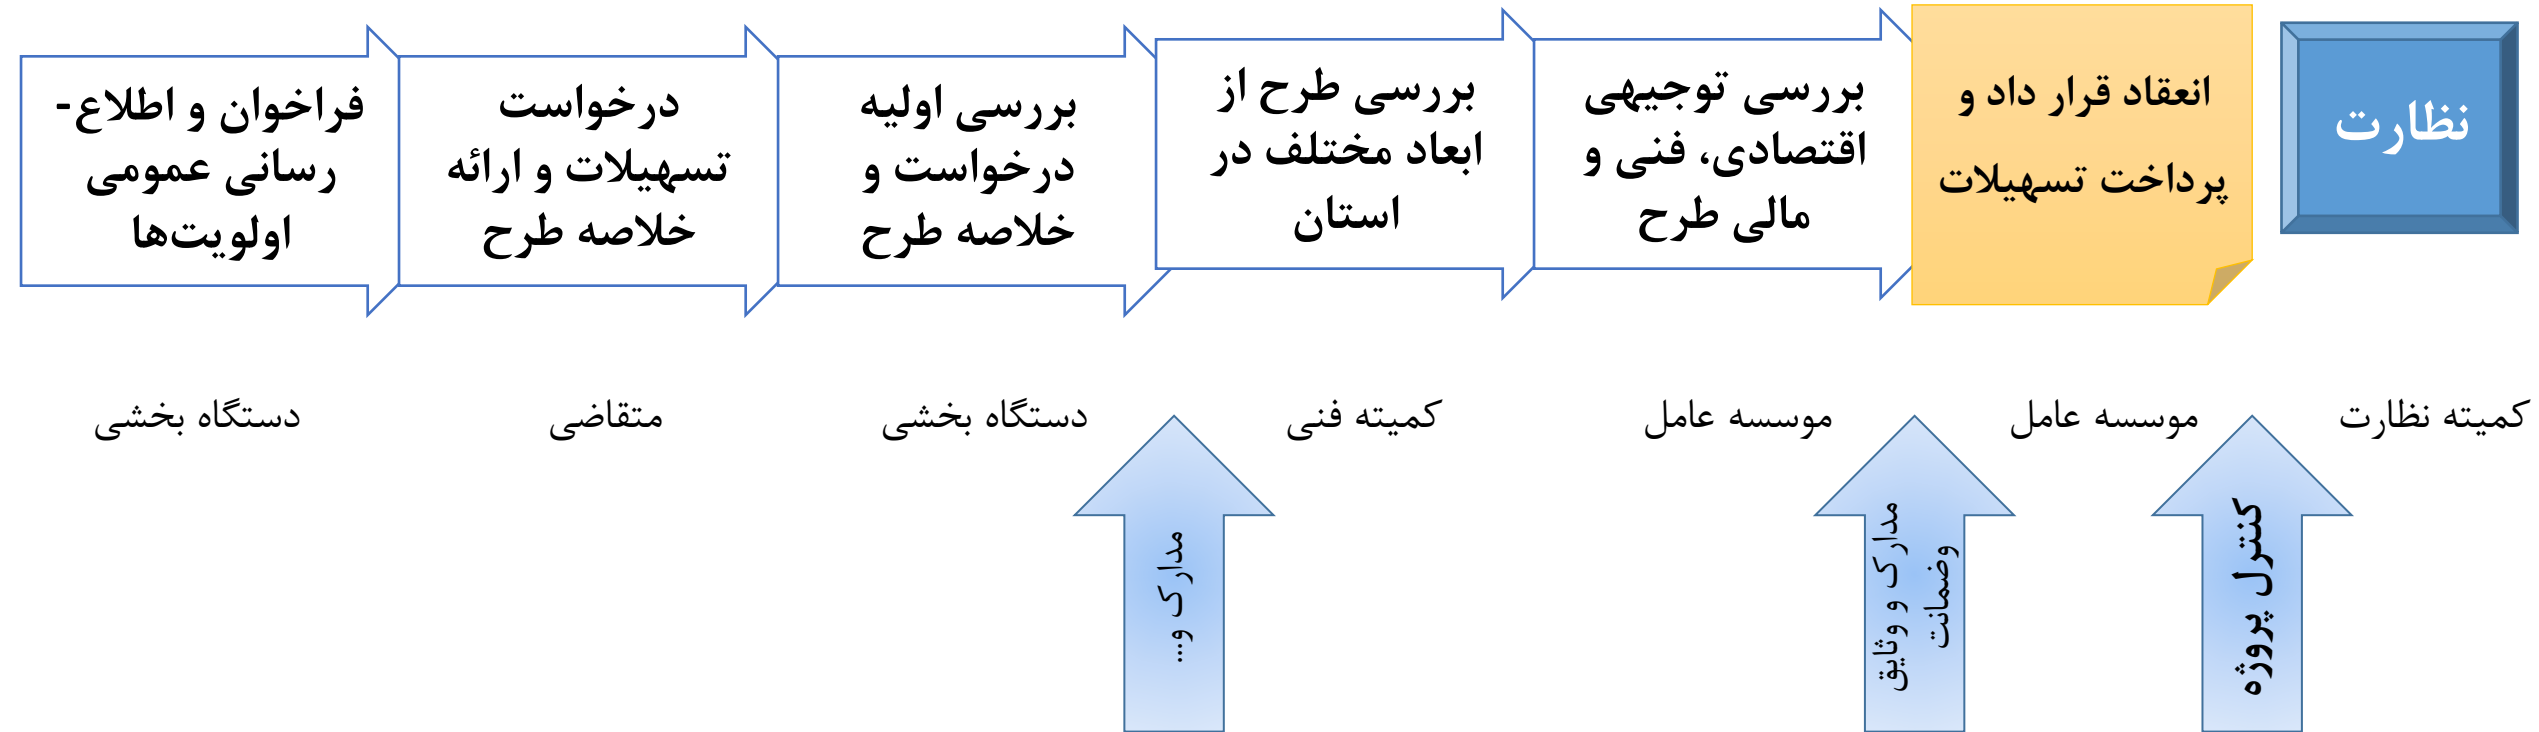 فراخوان و اطلاع-
رسانی عمومی
اولویت‌ها
درخواست
تسهیلات و ارائه
خلاصه طرح
بررسی اولیه
درخواست و
خلاصه طرح
بررسی طرح از
ابعاد مختلف در
استان
بررسی توجیهی
اقتصادی، فنی و
مالی طرح
انعقاد قرار داد و
پرداخت تسهیلات
نظارت
دستگاه بخشی
متقاضی
دستگاه بخشی
کمیته فنی
موسسه عامل
موسسه عامل
کمیته نظارت
مدارک و...
مدارک و وثایق
وضمانت
کنترل پروژه